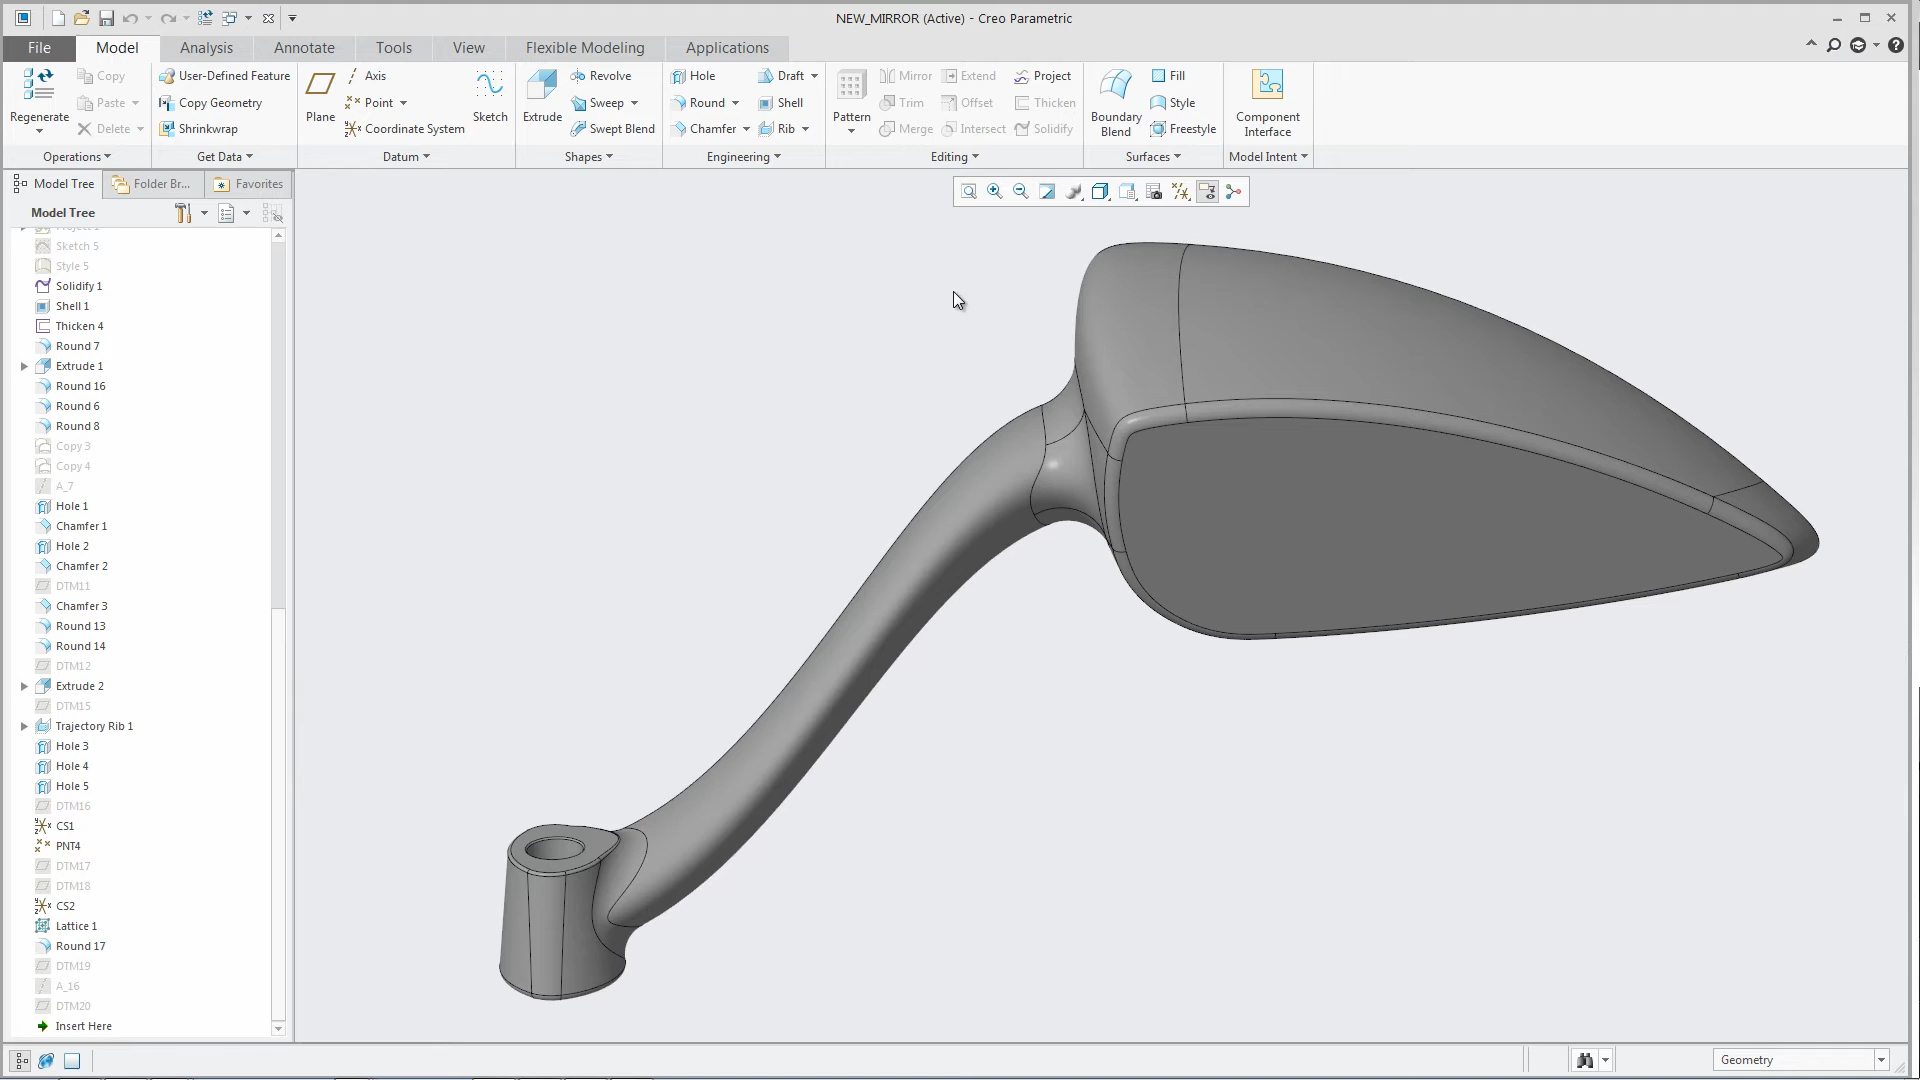 NEW_MIRROR (Active) - Creo Parametric
File Model Analysis Annotate Tools View Flexible Modeling Applications
Regenerate
Copy
Paste
Delete
Operations
User-Defined Feature
Copy Geometry
Shrinkwrap
Get Data
Plane
Axis
Point
Coordinate System
Sketch
Datum
Extrude
Revolve
Sweep
Swept Blend
Shapes
Hole
Round
Chamfer
Draft
Shell
Rib
Engineering
Pattern
Mirror
Trim
Merge
Extend
Offset
Intersect
Project
Thicken
Solidify
Editing
Boundary
Blend
Fill
Style
Freestyle
Surfaces
Component
Interface
Model Intent
Model Tree Folder Br... Favorites
Model Tree
Sketch 5
Style 5
Solidify 1
Shell 1
Thicken 4
Round 7
Extrude 1
Round 16
Round 6
Round 8
Copy 3
Copy 4
A_7
Hole 1
Chamfer 1
Hole 2
Chamfer 2
DTM11
Chamfer 3
Round 13
Round 14
DTM12
Extrude 2
DTM15
Trajectory Rib 1
Hole 3
Hole 4
Hole 5
DTM16
CS1
PNT4
DTM17
DTM18
CS2
Lattice 1
Round 17
DTM19
A_16
DTM20
Insert Here
Geometry